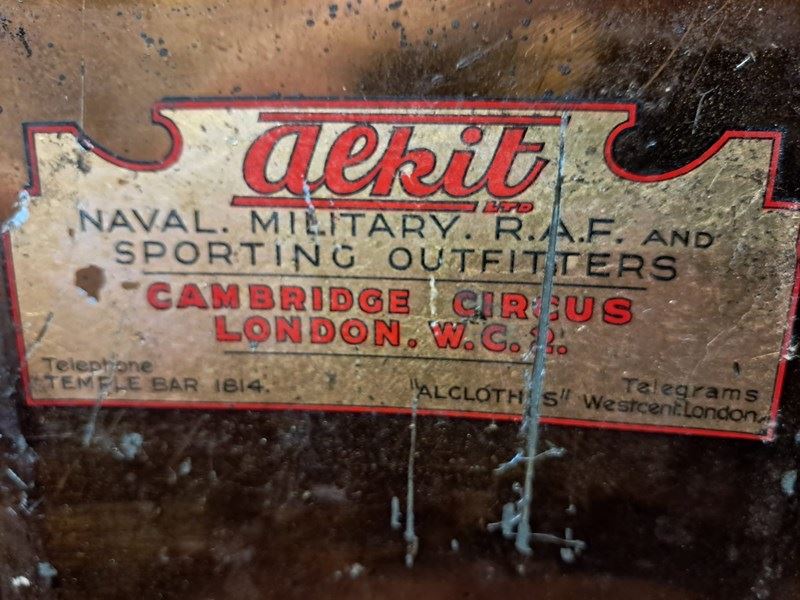 alkit
LTD
NAVAL. MILITARY. R.A.F. AND
SPORTING OUTFITTERS
CAMBRIDGE CIRCUS
LONDON. W.C.2.
Telephone
TEMPLE BAR 1814.
"ALCLOTHES"
Telegrams
Westcent: London.